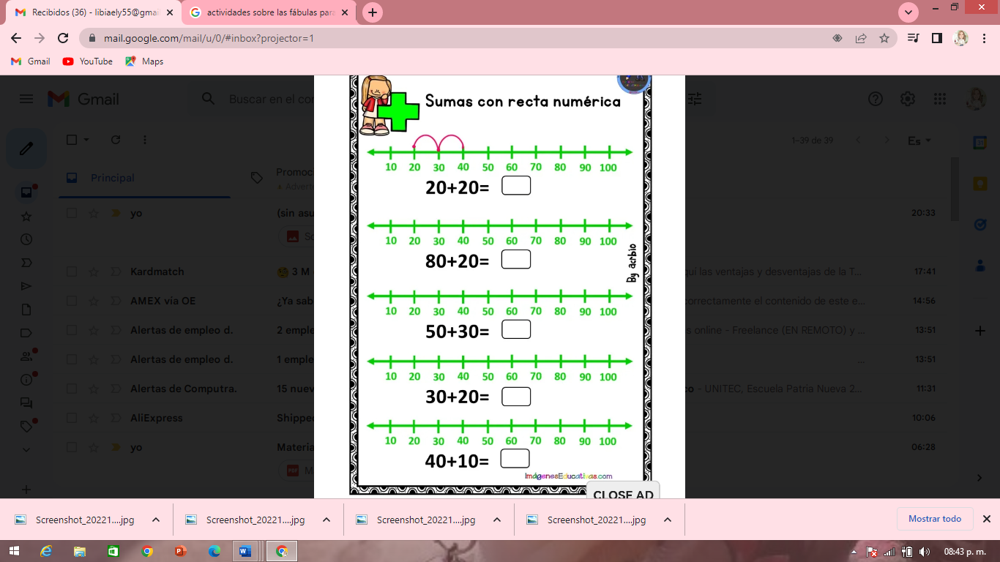 Recibidos (36) - libiaely55@gmai
actividades sobre las fábulas para
mail.google.com/mail/u/0/#inbox?projector=1
Gmail
YouTube
Maps
Gmail
Buscar en el cor
1–39 de 39
Es
Principal
Promoc
Adverte
yo
(sin asu
20:33
Sc
Kardmatch
3 M
quí las ventajas y desventajas de la T...
17:41
AMEX vía OE
¿Ya sab
correctamente el contenido de este e...
14:56
Alertas de empleo d.
2 emple
s online - Freelance (EN REMOTO) y ...
13:51
Alertas de empleo d.
1 emple
...
13:51
Alertas de Computra.
15 nuev
co - UNITEC, Escuela Patria Nueva 2...
11:31
AliExpress
Shipped
10:06
yo
Materia
06:28
PDF
M
Sumas con recta numérica
10 20 30 40 50 60 70 80 90 100
20+20=
10 20 30 40 50 60 70 80 90 100
80+20=
By acrbio
10 20 30 40 50 60 70 80 90 100
50+30=
10 20 30 40 50 60 70 80 90 100
30+20=
10 20 30 40 50 60 70 80 90 100
40+10=
ImágenesEducativas.com
CLOSE AD
Screenshot_20221....jpg
Screenshot_20221....jpg
Screenshot_20221....jpg
Screenshot_20221....jpg
Mostrar todo
08:43 p. m.